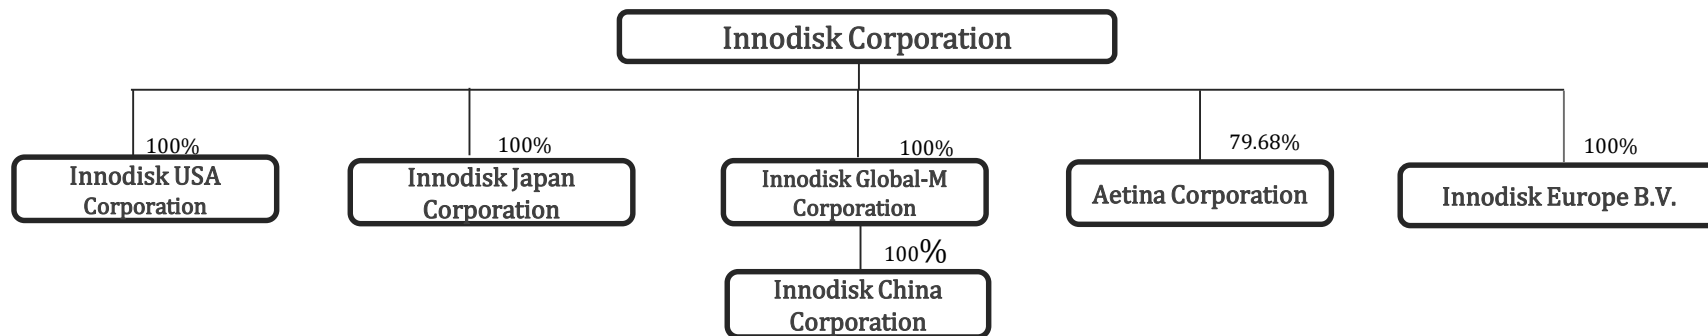 Innodisk Corporation
100%
100%
100%
79.68%
100%
Innodisk USA
Corporation
Innodisk Japan
Corporation
Innodisk Global-M
Corporation
Aetina Corporation
Innodisk Europe B.V.
100%
Innodisk China
Corporation